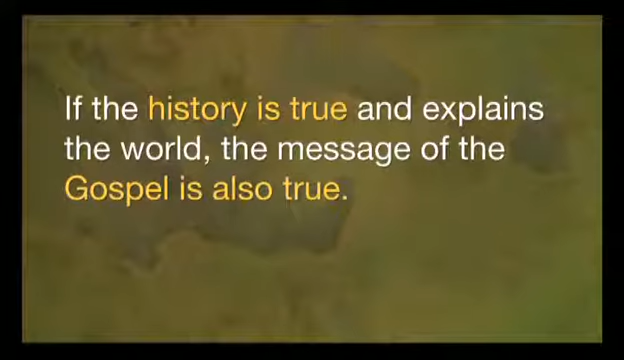 If the history is true and explains
the world, the message of the
Gospel is also true.